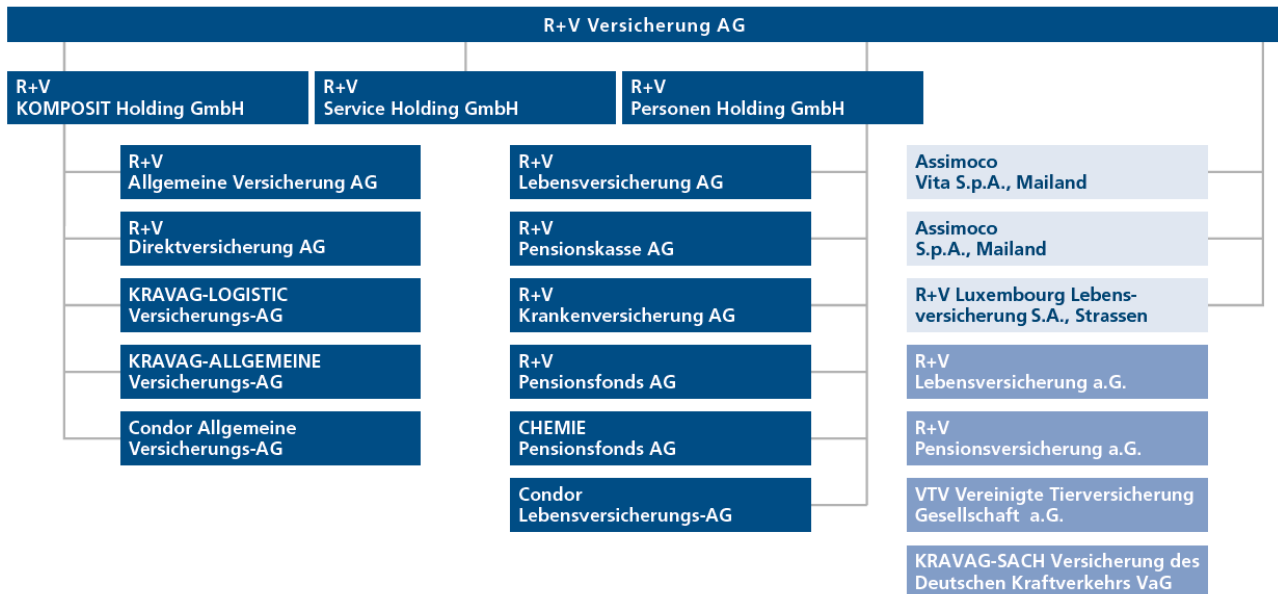 R+V Versicherung AG
R+V
KOMPOSIT Holding GmbH
R+V
Service Holding GmbH
R+V
Personen Holding GmbH
R+V
Allgemeine Versicherung AG
R+V
Direktversicherung AG
KRAVAG-LOGISTIC
Versicherungs-AG
KRAVAG-ALLGEMEINE
Versicherungs-AG
Condor Allgemeine
Versicherungs-AG
R+V
Lebensversicherung AG
R+V
Pensionskasse AG
R+V
Krankenversicherung AG
R+V
Pensionsfonds AG
CHEMIE
Pensionsfonds AG
Condor
Lebensversicherungs-AG
Assimoco
Vita S.p.A., Mailand
Assimoco
S.p.A., Mailand
R+V Luxembourg Lebens-
versicherung S.A., Strassen
R+V
Lebensversicherung a.G.
R+V
Pensionsversicherung a.G.
VTV Vereinigte Tierversicherung
Gesellschaft a.G.
KRAVAG-SACH Versicherung des
Deutschen Kraftverkehrs VaG